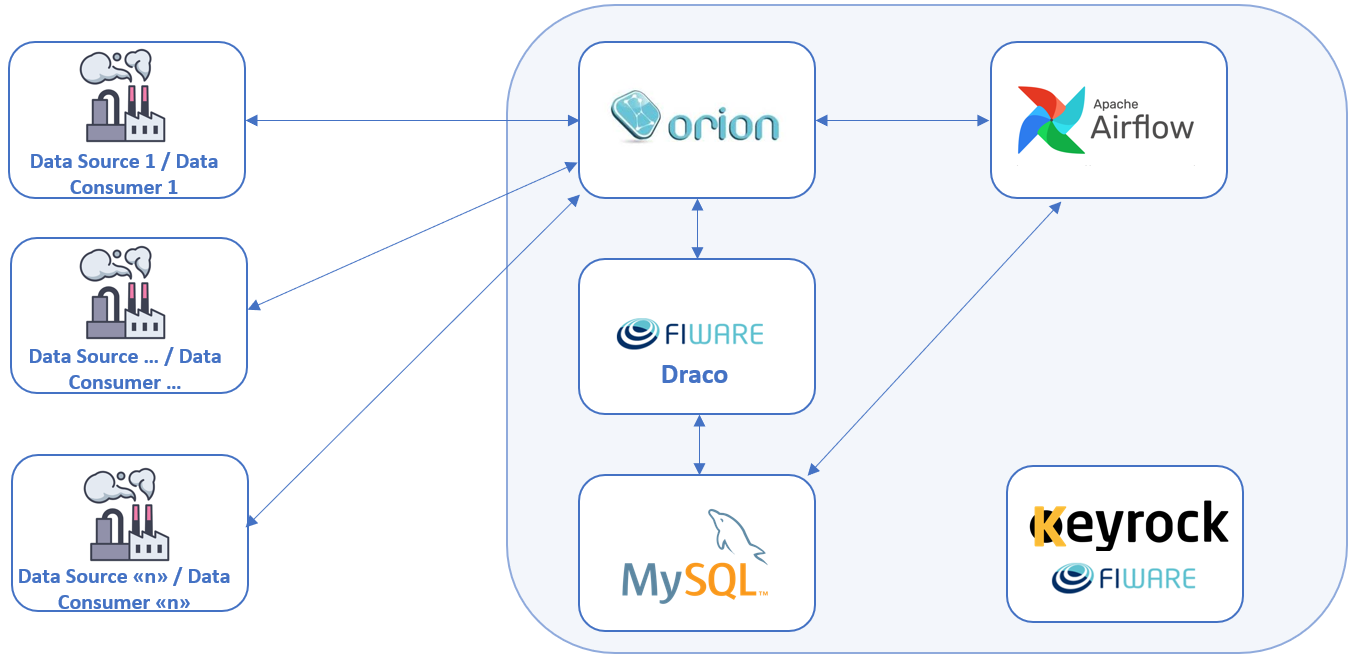 Data Source 1 / Data
Consumer 1
orion
Apache
Airflow
Data Source ... / Data
Consumer ...
FIWARE
Draco
Data Source «n» / Data
Consumer «n»
MySQL™
Keyrock
FIWARE